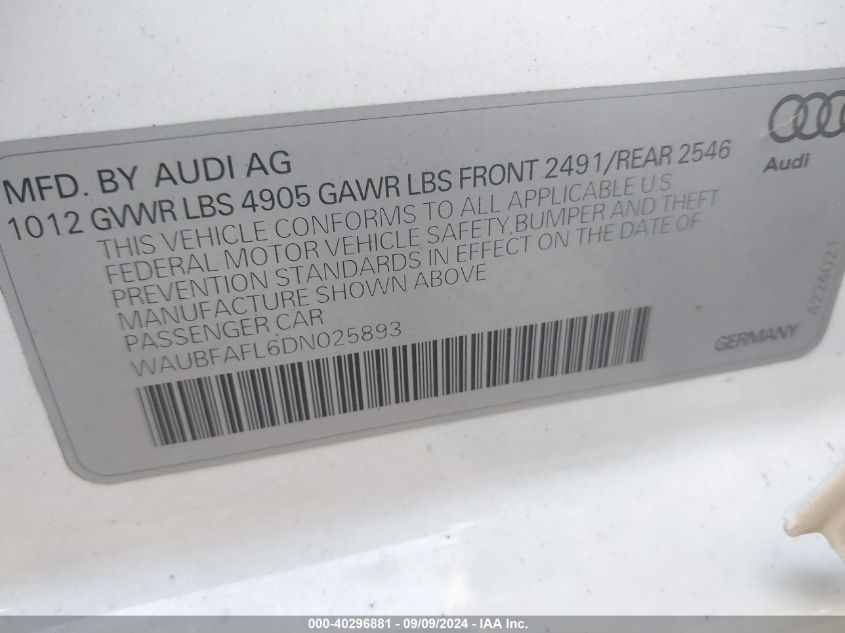 MFD. BY AUDI AG
1012 GVWR LBS 4905 GAWR LBS FRONT 2491/REAR 2546
THIS VEHICLE CONFORMS TO ALL APPLICABLE U S
FEDERAL MOTOR VEHICLE SAFETY,BUMPER AND THEFT
PREVENTION STANDARDS IN EFFECT ON THE DATE OF
MANUFACTURE SHOWN ABOVE
PASSENGER CAR
WAUBFAFL6DN025893
Audi
A224021
GERMANY
000-40296881 - 09/09/2024 - IAA Inc.